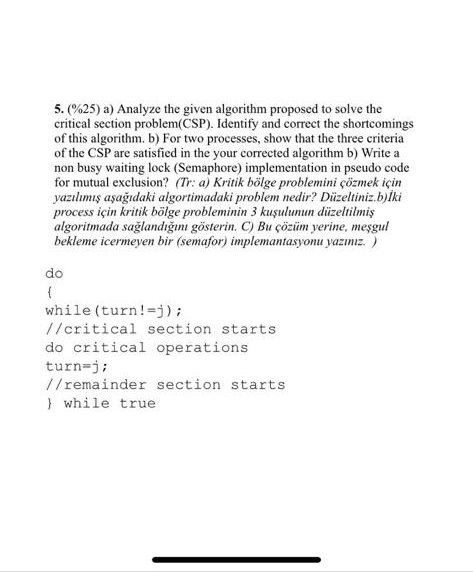 5. (%25) a) Analyze the given algorithm proposed to solve the
critical section problem(CSP). Identify and correct the shortcomings
of this algorithm. b) For two processes, show that the three criteria
of the CSP are satisfied in the your corrected algorithm b) Write a
non busy waiting lock (Semaphore) implementation in pseudo code
for mutual exclusion? (Tr: a) Kritik bölge problemini çözmek için
yazılmış aşağıdaki algortimadaki problem nedir? Düzeltiniz.b)İki
process için kritik bölge probleminin 3 kuşulunun düzeltilmiş
algoritmada sağlandığını gösterin. C) Bu çözüm yerine, meşgul
bekleme icermeyen bir (semafor) implemantasyonu yazınız. )
do
{
while(turn!=j);
//critical section starts
do critical operations
turn=j;
//remainder section starts
} while true